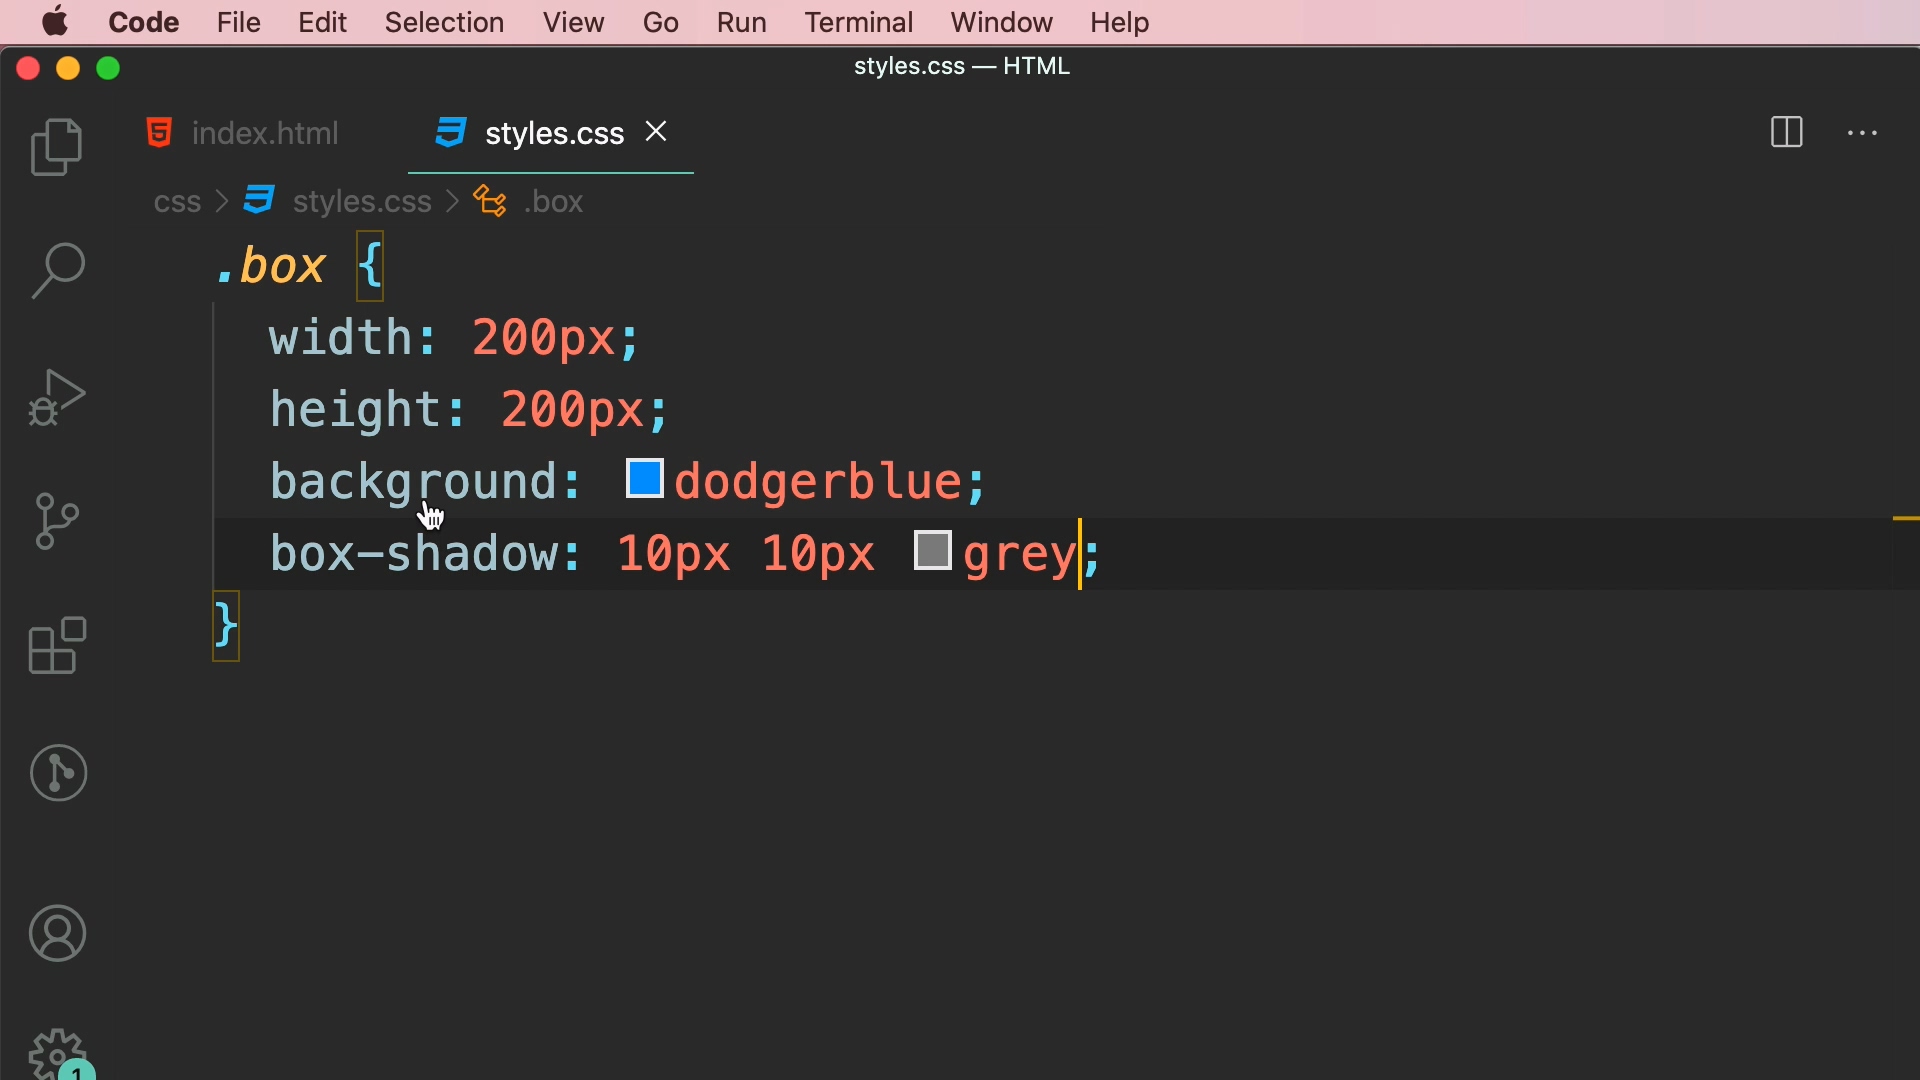 Code File Edit Selection View Go Run Terminal Window Help
styles.css — HTML
index.html styles.css
css > styles.css > .box
.box {
width: 200px;
height: 200px;
background: dodgerblue;
box-shadow: 10px 10px grey;
}
1